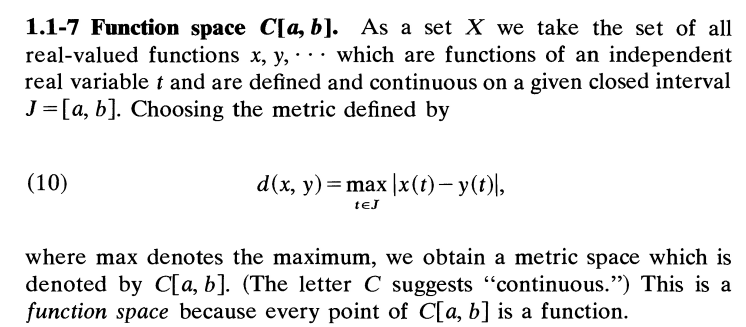 1.1-7 Function space C[a, b]. As a set X we take the set of all
real-valued functions x, y, · · · which are functions of an independent
real variable t and are defined and continuous on a given closed interval
J = [a, b]. Choosing the metric defined by
(10) d(x, y) = max |x(t) − y(t)|,
t∈J
where max denotes the maximum, we obtain a metric space which is
denoted by C[a, b]. (The letter C suggests “continuous.”) This is a
function space because every point of C[a, b] is a function.